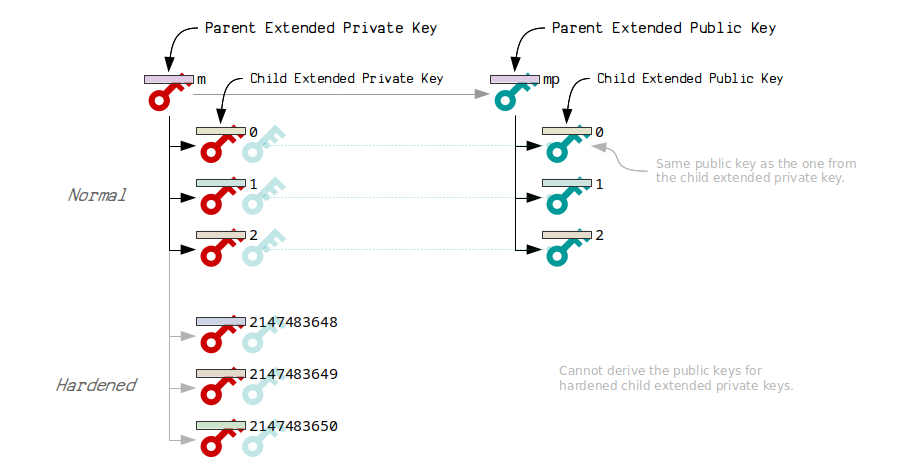 Parent Extended Private Key
Parent Extended Public Key
m
Child Extended Private Key
mp
Child Extended Public Key
0
0
Same public key as the one from
the child extended private key.
Normal
1
1
2
2
2147483648
Hardened
2147483649
Cannot derive the public keys for
hardened child extended private keys.
2147483650